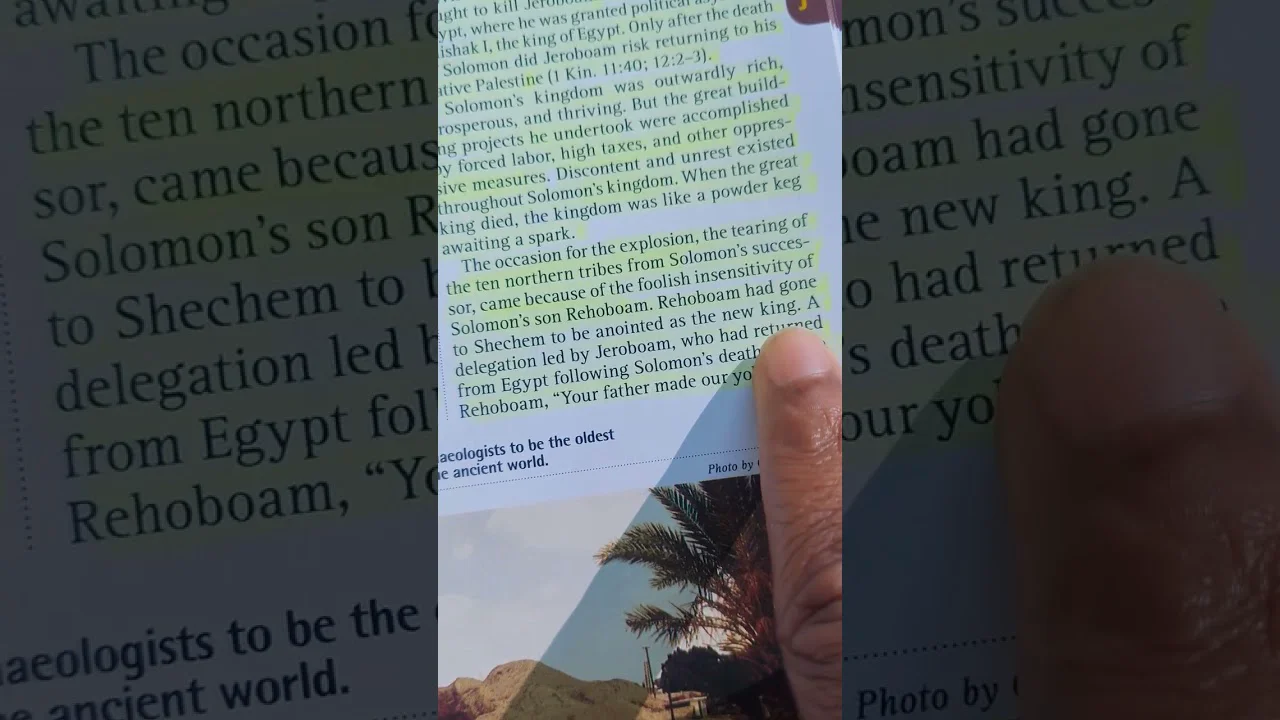 ught to kill
ypt, where he was granted political
ishak I, the king of Egypt. Only after the death
Solomon did Jeroboam risk returning to his
ative Palestine (1 Kin. 11:40; 12:2–3).
Solomon's kingdom was outwardly rich,
rosperous, and thriving. But the great build-
ng projects he undertook were accomplished
by forced labor, high taxes, and other oppres-
sive measures. Discontent and unrest existed
throughout Solomon's kingdom. When the great
king died, the kingdom was like a powder keg
awaiting a spark.
The occasion for the explosion, the tearing of
the ten northern tribes from Solomon's succes-
sor, came because of the foolish insensitivity of
Solomon's son Rehoboam. Rehoboam had gone
to Shechem to be anointed as the new king. A
delegation led by Jeroboam, who had returned
from Egypt following Solomon's death
Rehoboam, “Your father made our yo
aeologists to be the oldest
e ancient world.
Photo by